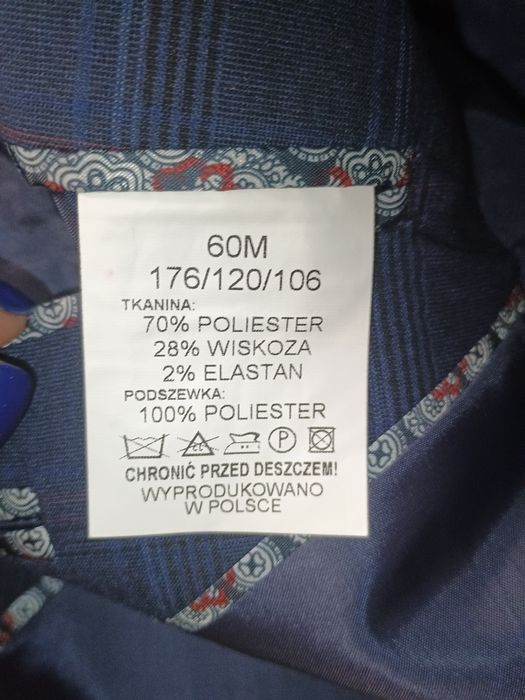 60M
176/120/106
TKANINA:
70% POLIESTER
28% WISKOZA
2% ELASTAN
PODSZEWKA:
100% POLIESTER
CL P
CHRONIĆ PRZED DESZCZEM!
WYPRODUKOWANO
W POLSCE